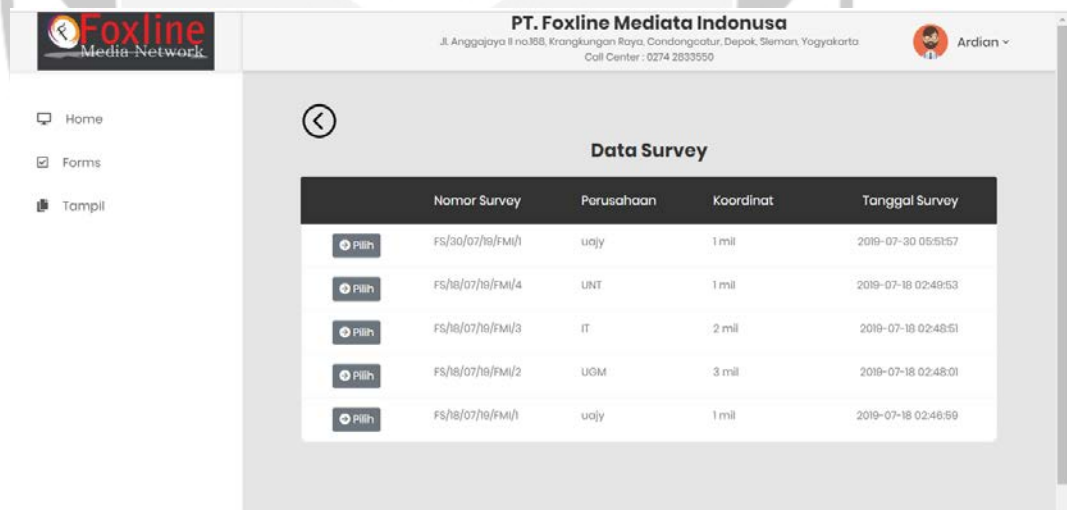 Foxline
Media Network
PT. Foxline Mediata Indonusa
Jl. Anggajaya II no.168, Krangkungan Raya, Condongcatur, Depok, Sleman, Yogyakarta
Call Center : 0274 2833550
Ardian
Home
Forms
Tampil
Data Survey
Nomor Survey Perusahaan Koordinat Tanggal Survey
Pilih FS/30/07/19/FMI/1 uajy 1 mil 2019-07-30 05:51:57
Pilih FS/18/07/19/FMI/4 UNT 1 mil 2019-07-18 02:49:53
Pilih FS/18/07/19/FMI/3 IT 2 mil 2019-07-18 02:48:51
Pilih FS/18/07/19/FMI/2 UGM 3 mil 2019-07-18 02:48:01
Pilih FS/18/07/19/FMI/1 uajy 1 mil 2019-07-18 02:46:59